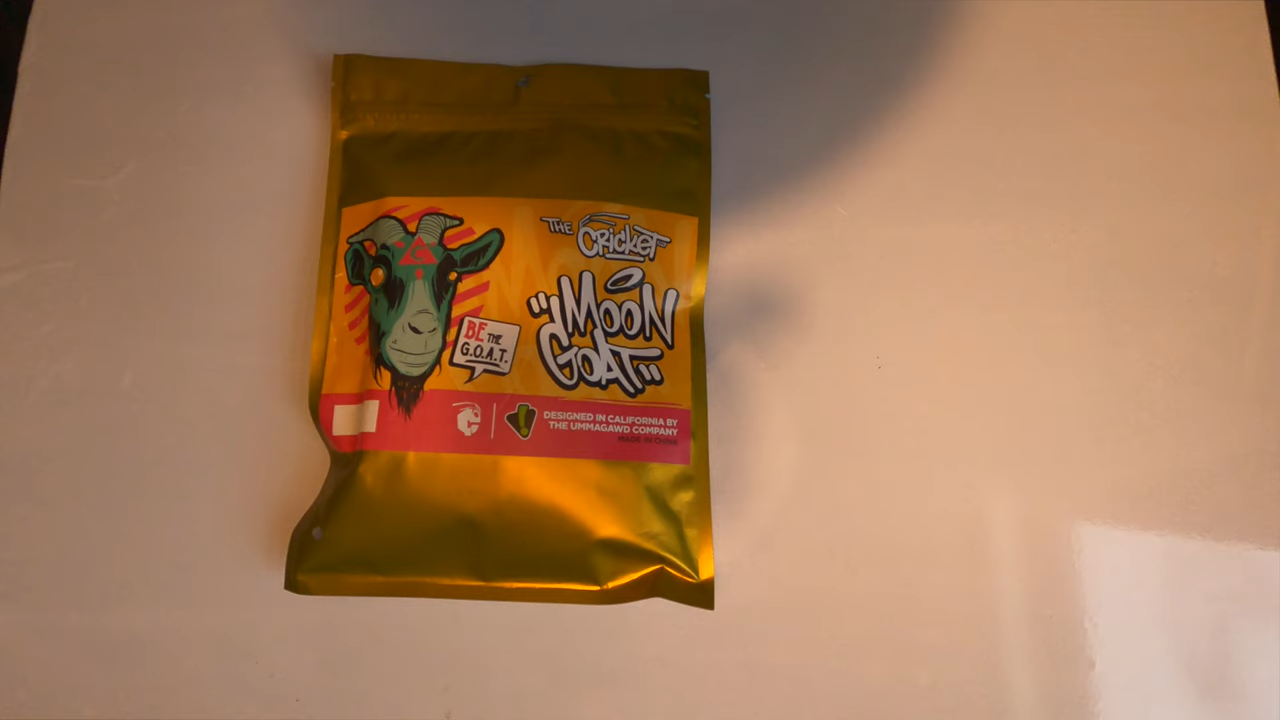 THE CRICKET
"MOON
GOAT"
BE THE
G.O.A.T.
DESIGNED IN CALIFORNIA BY
THE UMMAGAWD COMPANY
MADE IN CHINA